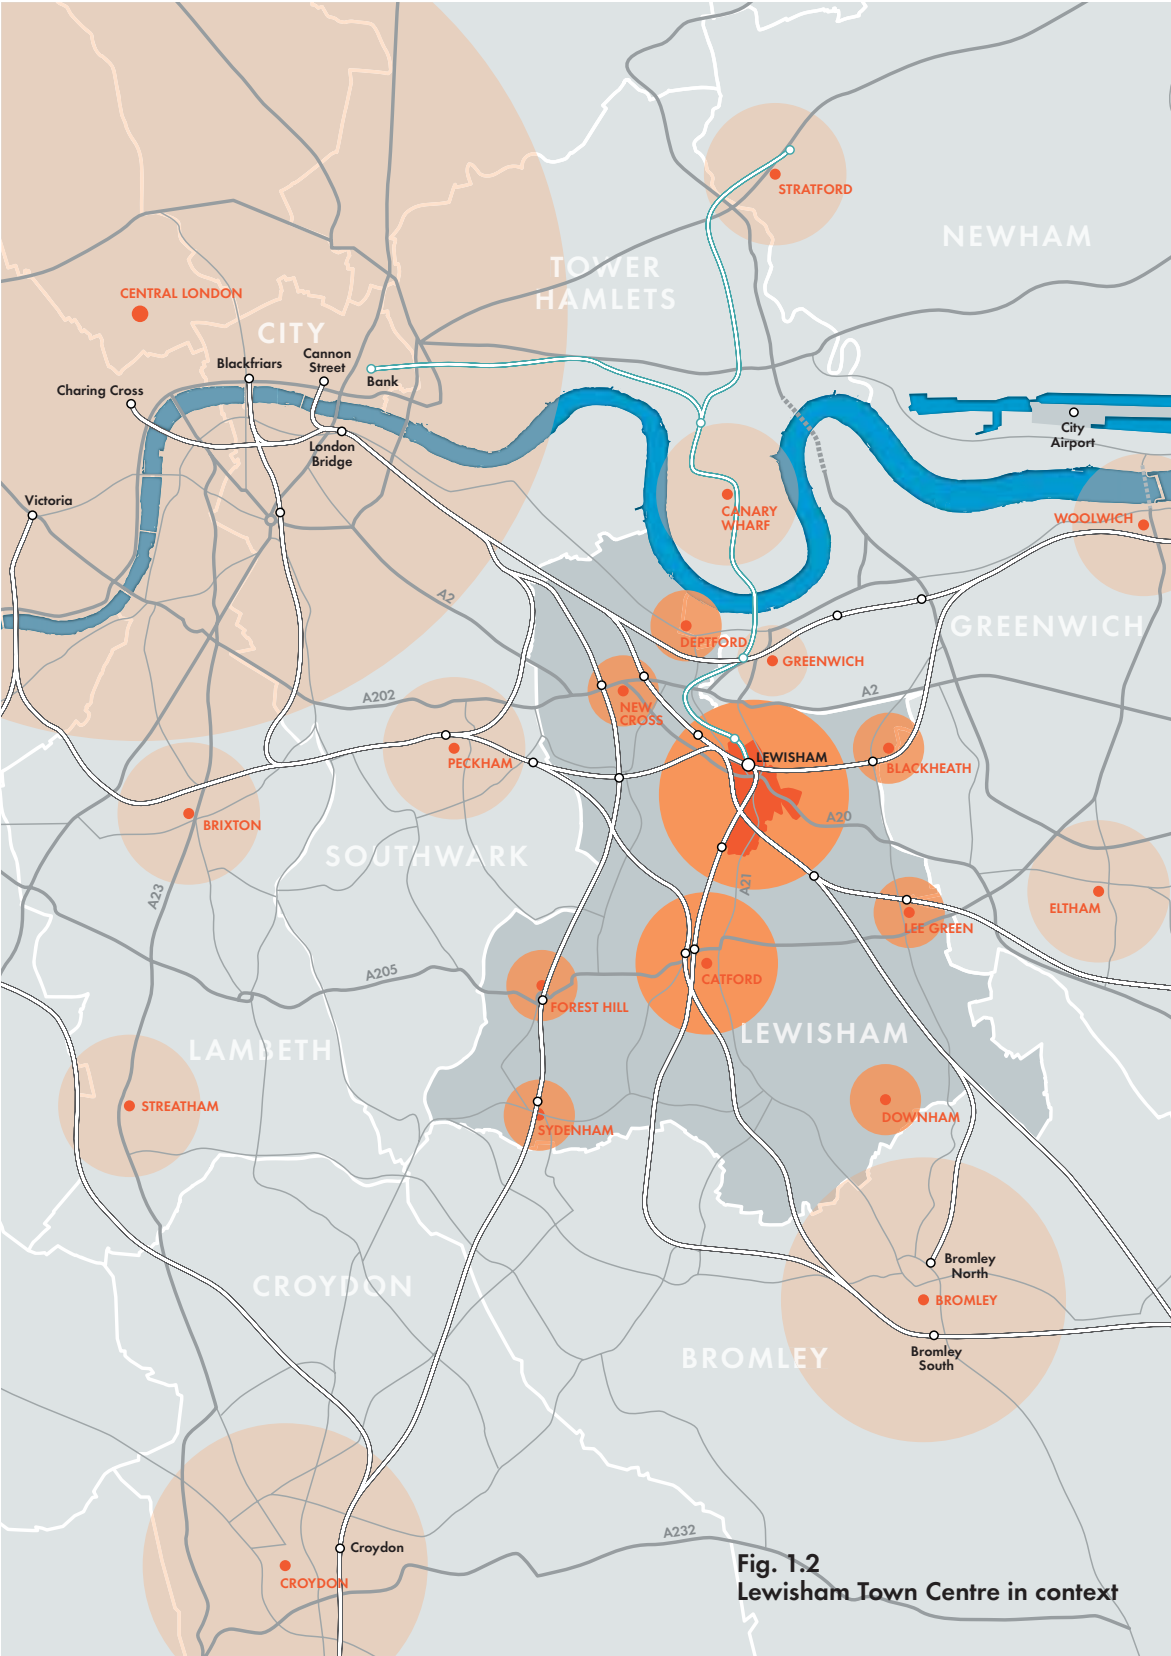 STRATFORD
NEWHAM
TOWER
HAMLETS
CENTRAL LONDON
CITY
Cannon
Street
Blackfriars
Bank
Charing Cross
London
Bridge
City
Airport
Victoria
CANARY
WHARF
WOOLWICH
A2
GREENWICH
DEPTFORD
GREENWICH
A202
A2
NEW
CROSS
PECKHAM
LEWISHAM
BLACKHEATH
BRIXTON
A20
SOUTHWARK
A23
A21
ELTHAM
LEE GREEN
A205
CATFORD
FOREST HILL
LEWISHAM
LAMBETH
STREATHAM
DOWNHAM
SYDENHAM
Bromley
North
CROYDON
BROMLEY
Bromley
South
BROMLEY
A232
Croydon
CROYDON
Fig. 1.2
Lewisham Town Centre in context